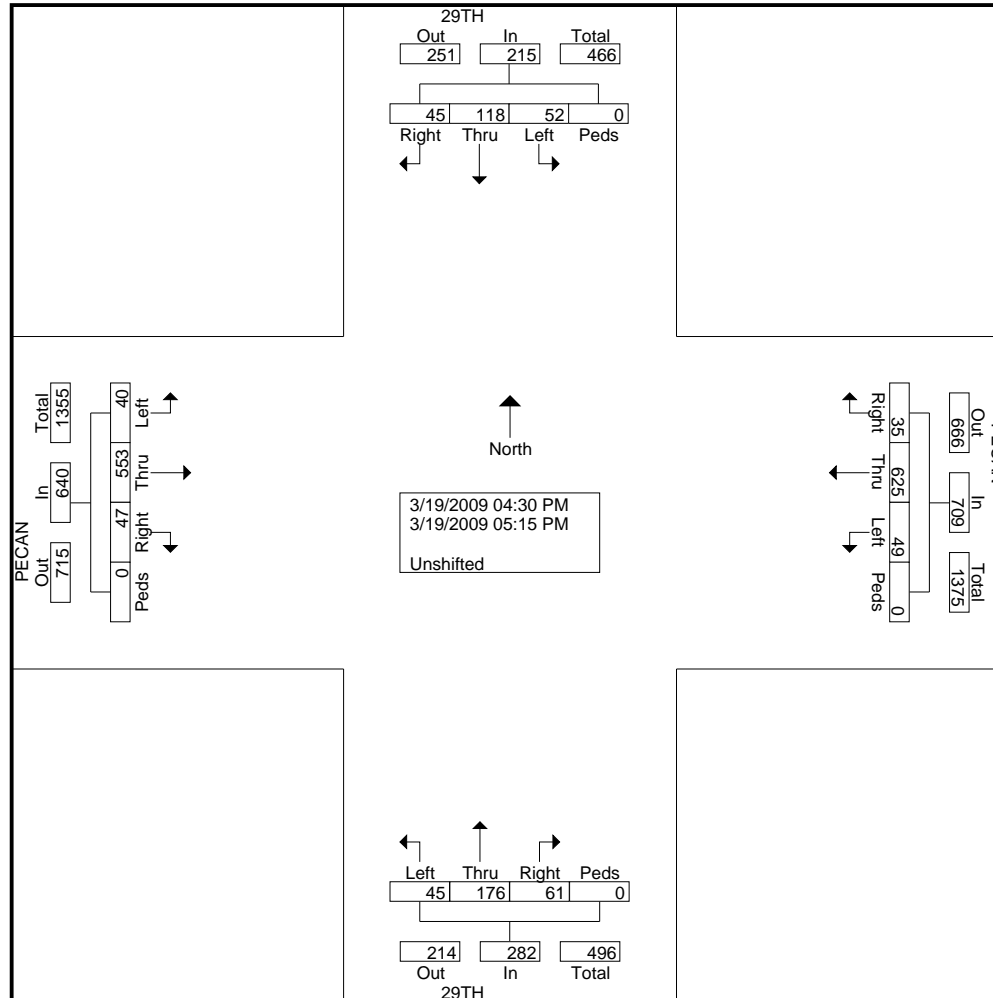 29TH
Out In Total
251 215 466
45 118 52 0
Right Thru Left Peds
Total 1355
In 640
Out 715
PECAN
40 553 47 0
Left Thru Right Peds
North
3/19/2009 04:30 PM
3/19/2009 05:15 PM
Unshifted
Right Thru Left Peds
35 625 49 0
Out 666
In 709
Total 1375
Left Thru Right Peds
45 176 61 0
214 282 496
Out In Total
29TH